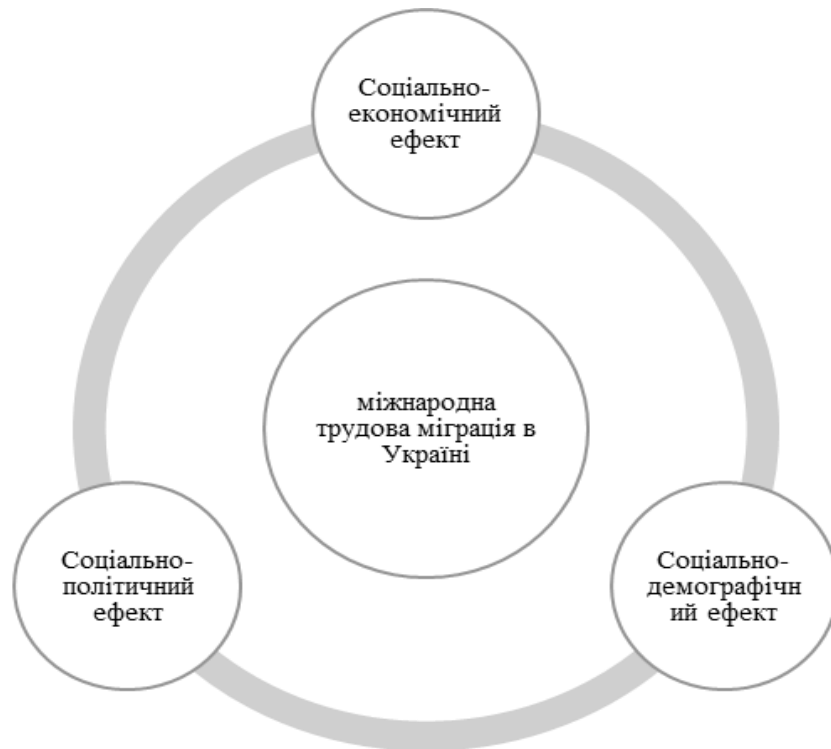 Соціально-
економічний
ефект
міжнародна
трудова міграція в
Україні
Соціально-
політичний
ефект
Соціально-
демографічн
ий ефект